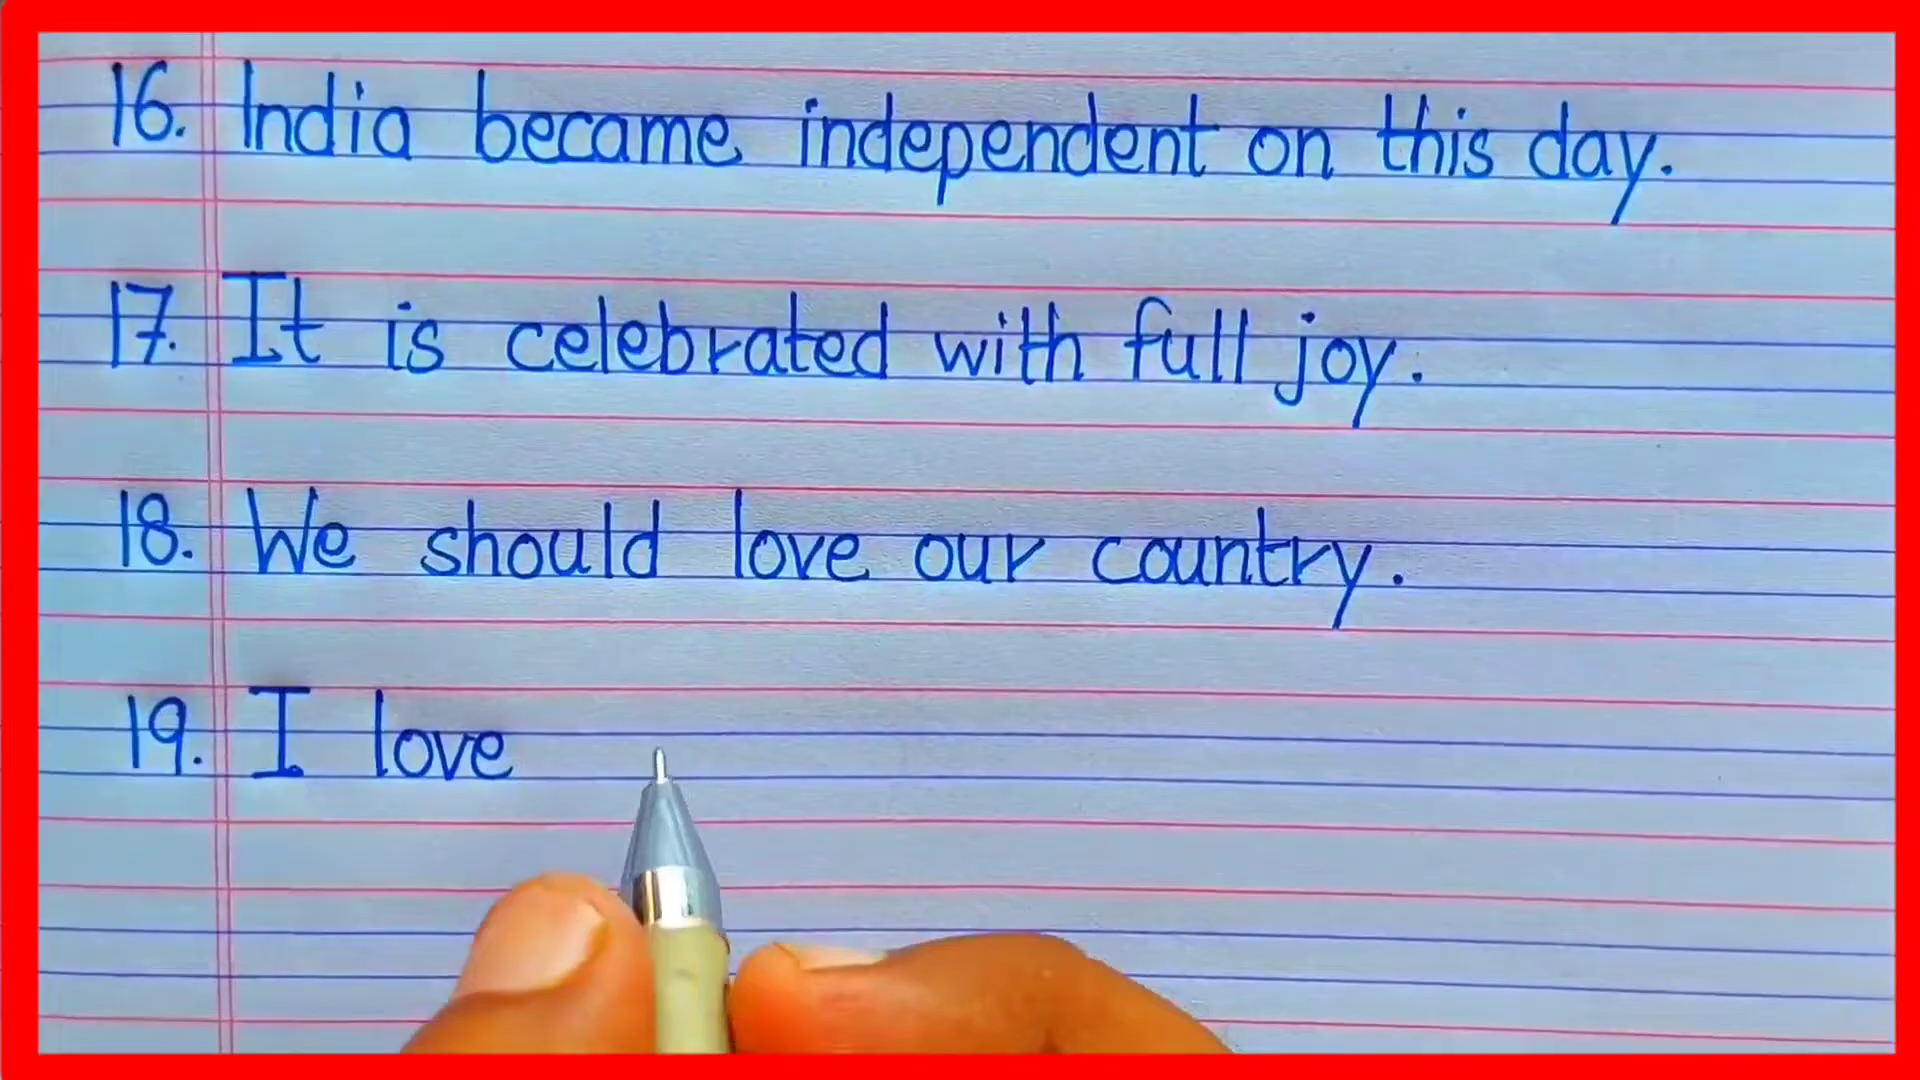 16. India became independent on this day.
17. It is celebrated with full joy.
18. We should love our country.
19. I love